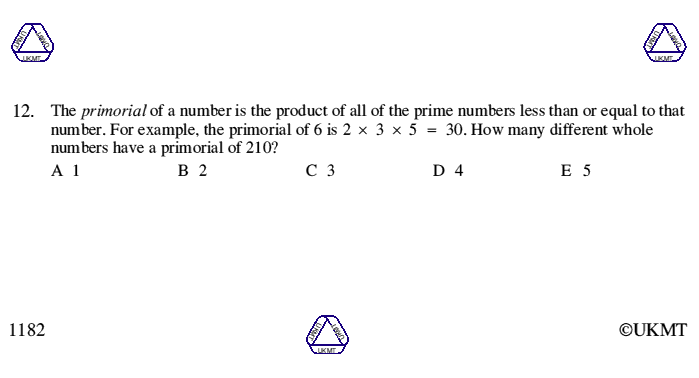 UKMT UKMT UKMT
UKMT UKMT UKMT
12. The primorial of a number is the product of all of the prime numbers less than or equal to that
number. For example, the primorial of 6 is 2 × 3 × 5 = 30. How many different whole
numbers have a primorial of 210?
A 1 B 2 C 3 D 4 E 5
UKMT UKMT UKMT
1182 ©UKMT